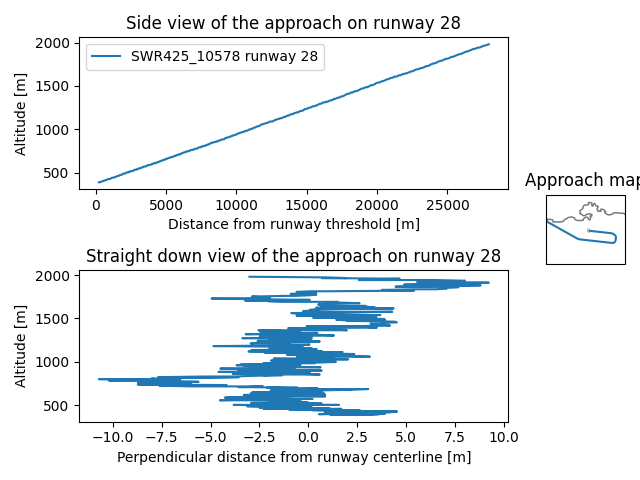 Side view of the approach on runway 28
2000
1500
1000
500
Altitude [m]
SWR425_10578 runway 28
0 5000 10000 15000 20000 25000
Distance from runway threshold [m]
Approach map
Straight down view of the approach on runway 28
2000
1500
1000
500
Altitude [m]
−10.0 −7.5 −5.0 −2.5 0.0 2.5 5.0 7.5 10.0
Perpendicular distance from runway centerline [m]